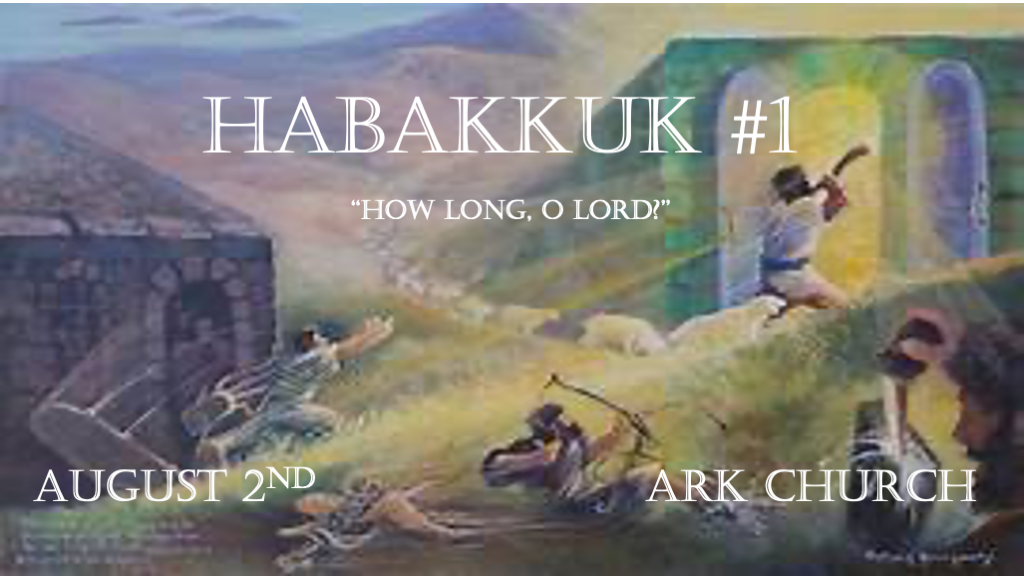 HABAKKUK #1
“HOW LONG, O LORD?”
AUGUST 2ND
ARK CHURCH